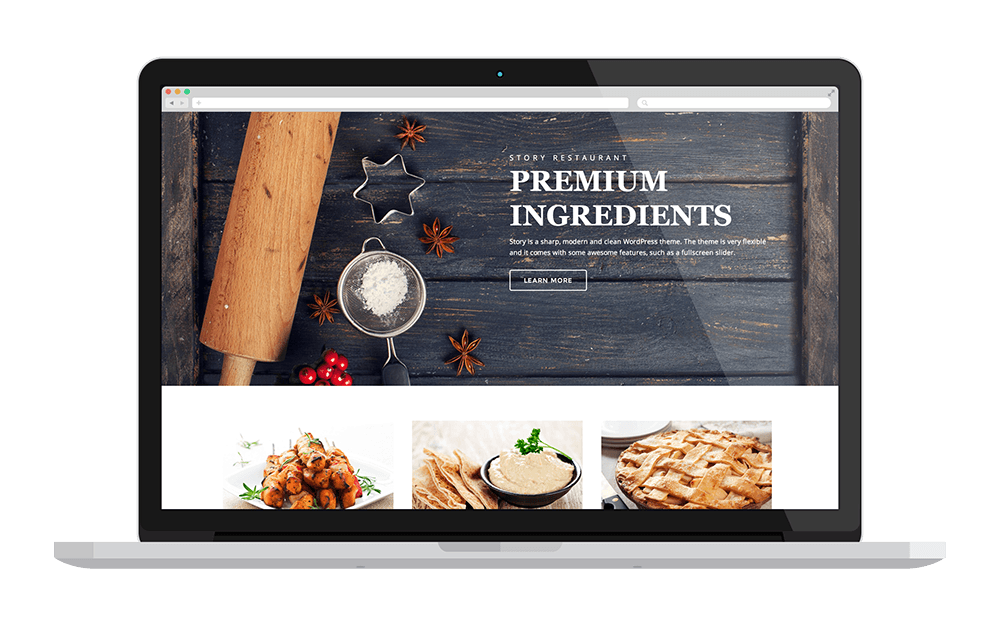 STORY RESTAURANT
PREMIUM
INGREDIENTS
Story is a sharp, modern and clean WordPress theme. The theme is very flexible
and it comes with some awesome features, such as a fullscreen slider.
LEARN MORE